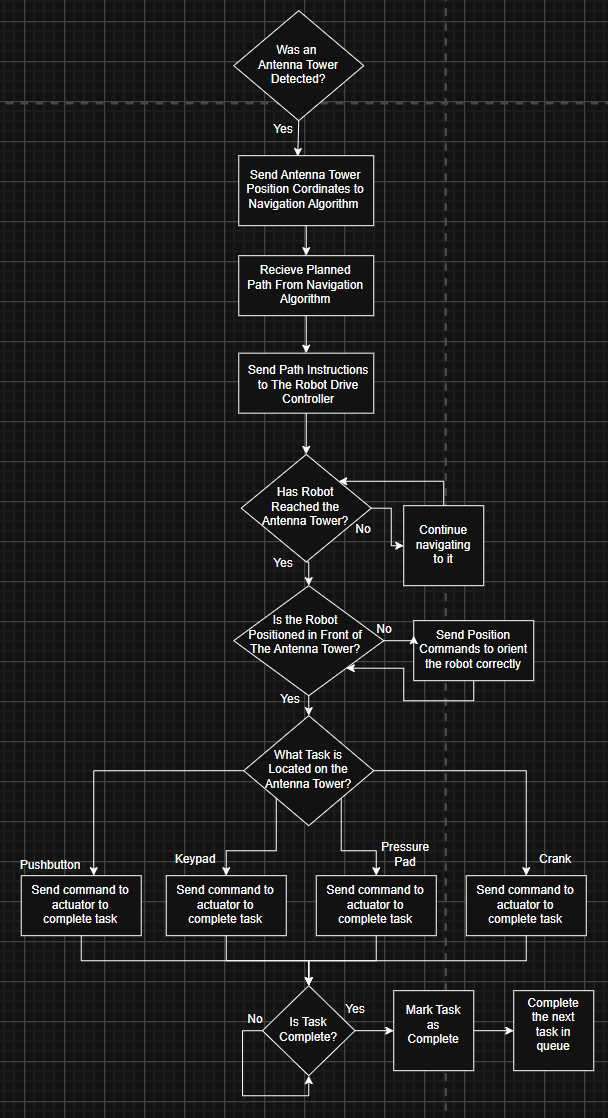 Was an
Antenna Tower
Detected?
Yes
Send Antenna Tower
Position Cordinates to
Navigation Algorithm
Recieve Planned
Path From Navigation
Algorithm
Send Path Instructions
to The Robot Drive
Controller
Has Robot
Reached the
Antenna Tower?
No
Continue
navigating
to it
Yes
Is the Robot
Positioned in Front of
The Antenna Tower?
No
Send Position
Commands to orient
the robot correctly
Yes
What Task is
Located on the
Antenna Tower?
Pushbutton
Keypad
Pressure
Pad
Crank
Send command to
actuator to
complete task
Send command to
actuator to
complete task
Send command to
actuator to
complete task
Send command to
actuator to
complete task
Is Task
Complete?
No
Yes
Mark Task
as
Complete
Complete
the next
task in
queue